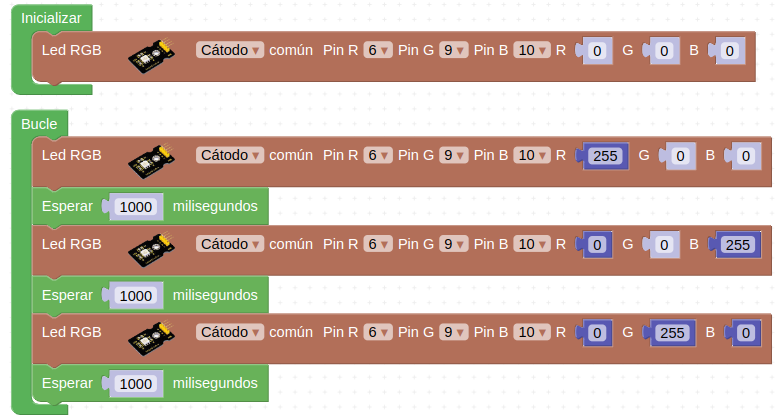 Inicializar
Led RGB Cátodo común Pin R 6 Pin G 9 Pin B 10 R 0 G 0 B 0
Bucle
Led RGB Cátodo común Pin R 6 Pin G 9 Pin B 10 R 255 G 0 B 0
Esperar 1000 milisegundos
Led RGB Cátodo común Pin R 6 Pin G 9 Pin B 10 R 0 G 0 B 255
Esperar 1000 milisegundos
Led RGB Cátodo común Pin R 6 Pin G 9 Pin B 10 R 0 G 255 B 0
Esperar 1000 milisegundos